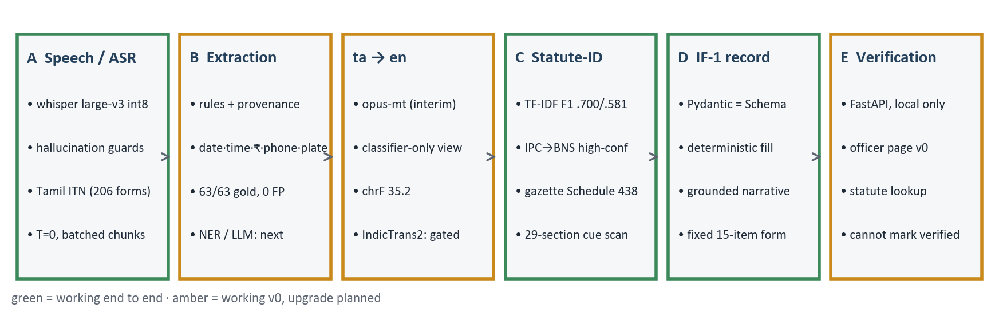 A Speech / ASR
• whisper large-v3 int8
• hallucination guards
• Tamil ITN (206 forms)
• T=0, batched chunks
>
B Extraction
• rules + provenance
• date·time·₹·phone·plate
• 63/63 gold, 0 FP
• NER / LLM: next
>
ta → en
• opus-mt (interim)
• classifier-only view
• chrF 35.2
• IndicTrans2: gated
>
C Statute-ID
• TF-IDF F1 .700/.581
• IPC→BNS high-conf
• gazette Schedule 438
• 29-section cue scan
>
D IF-1 record
• Pydantic = Schema
• deterministic fill
• grounded narrative
• fixed 15-item form
>
E Verification
• FastAPI, local only
• officer page v0
• statute lookup
• cannot mark verified
green = working end to end · amber = working v0, upgrade planned